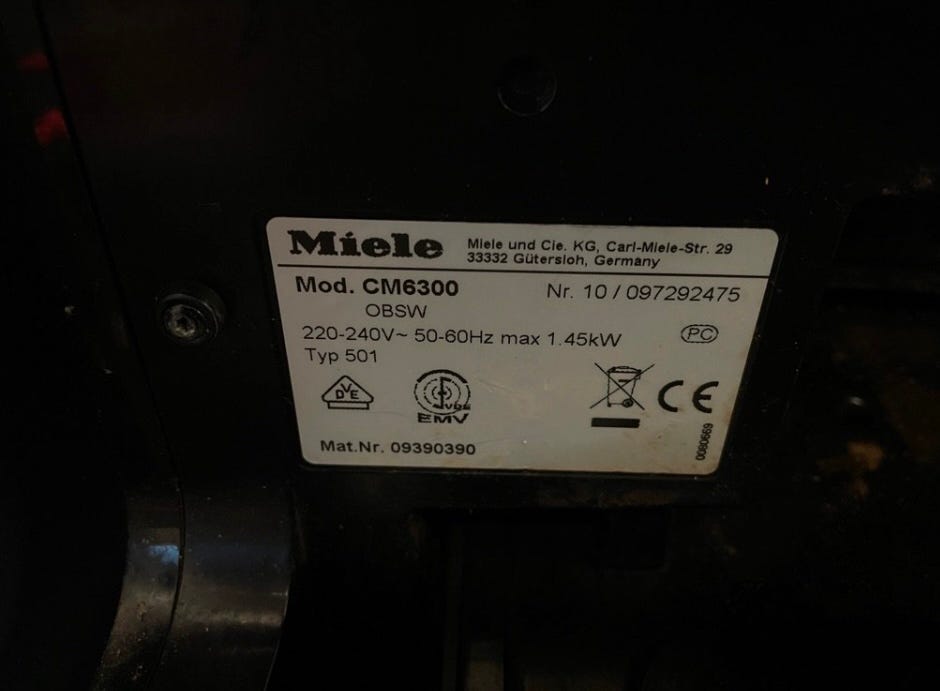 Miele
Miele und Cie. KG, Carl-Miele-Str. 29
33332 Gütersloh, Germany
Mod. CM6300
Nr. 10 / 097292475
OBSW
220-240V~ 50-60Hz max 1.45kW
PC
Typ 501
VDE
VDE
EMV
CE
Mat.Nr. 09390390
0080669